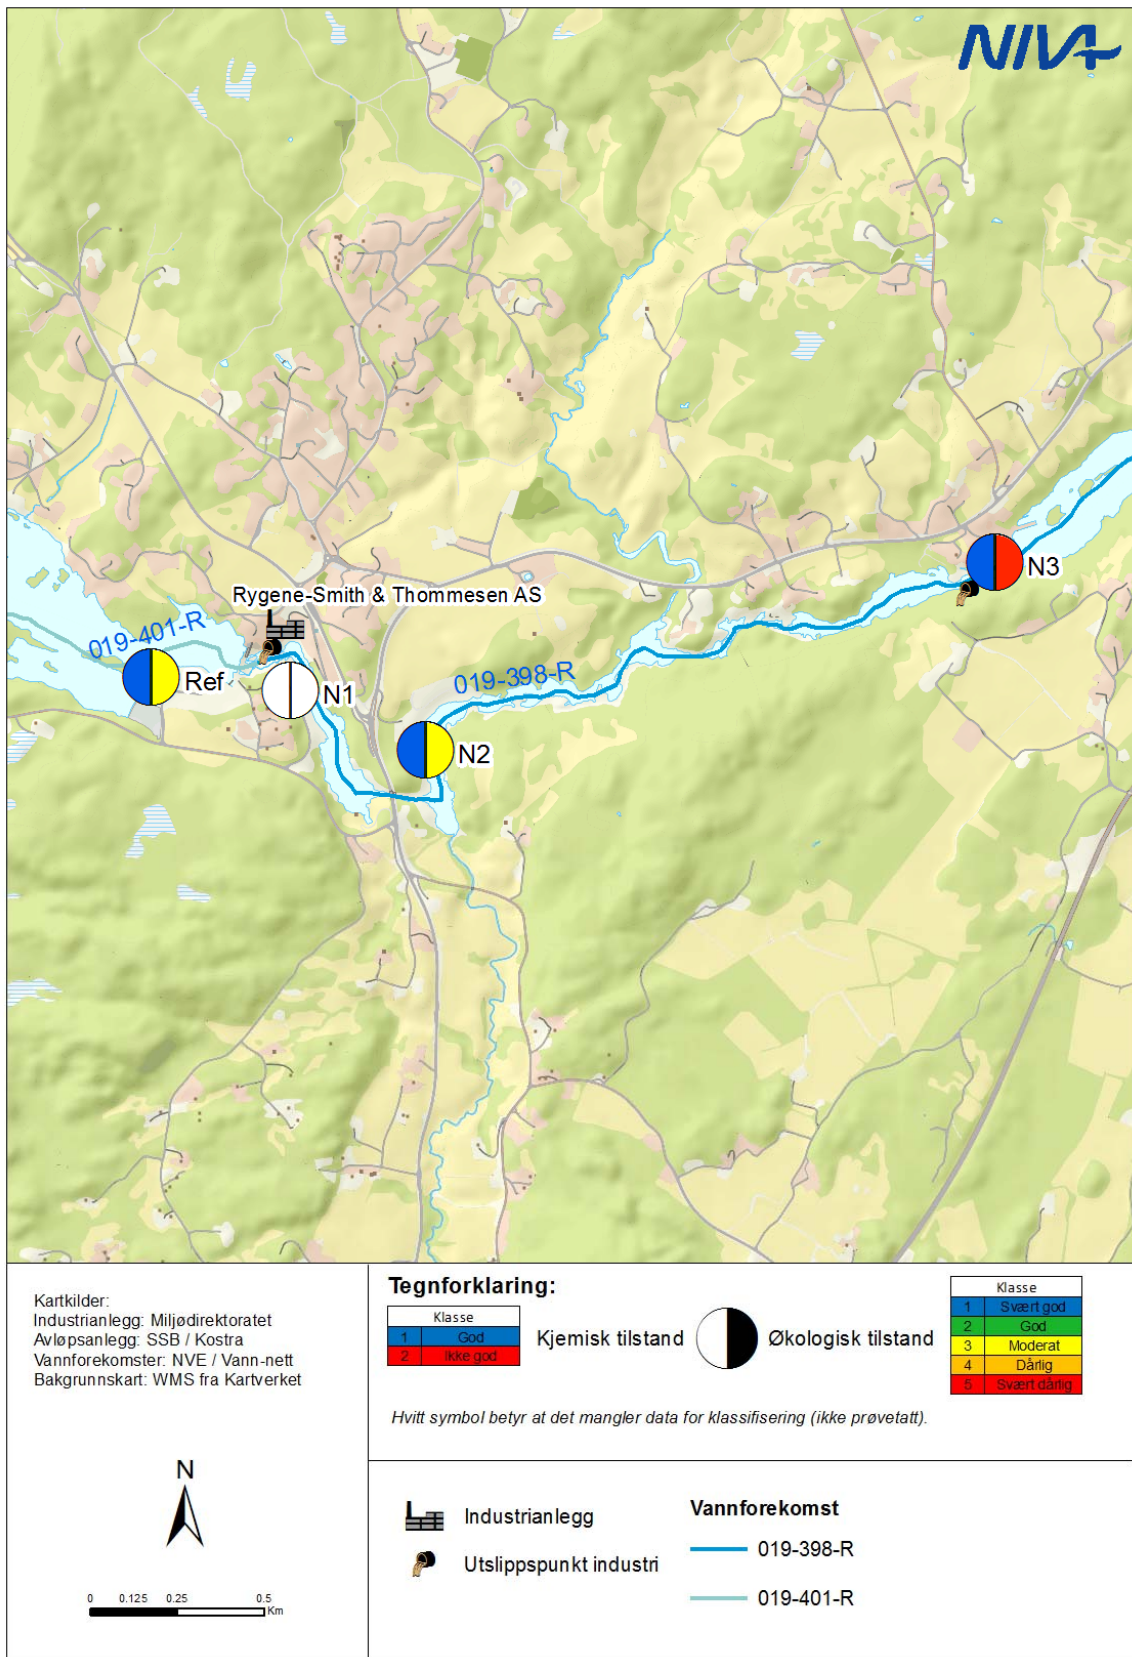 NIVA
Rygene-Smith & Thommesen AS
019-401-R
Ref
N1
N2
019-398-R
N3
Kartkilder:
Industrianlegg: Miljødirektoratet
Avløpsanlegg: SSB / Kostra
Vannforekomster: NVE / Vann-nett
Bakgrunnskart: WMS fra Kartverket
N
0 0.125 0.25 0.5
Km
Tegnforklaring:
Klasse
1 God
2 Ikke god
Kjemisk tilstand
Økologisk tilstand
Klasse
1 Svært god
2 God
3 Moderat
4 Dårlig
5 Svært dårlig
Hvitt symbol betyr at det mangler data for klassifisering (ikke prøvetatt).
Industrianlegg
Utslippspunkt industri
Vannforekomst
019-398-R
019-401-R